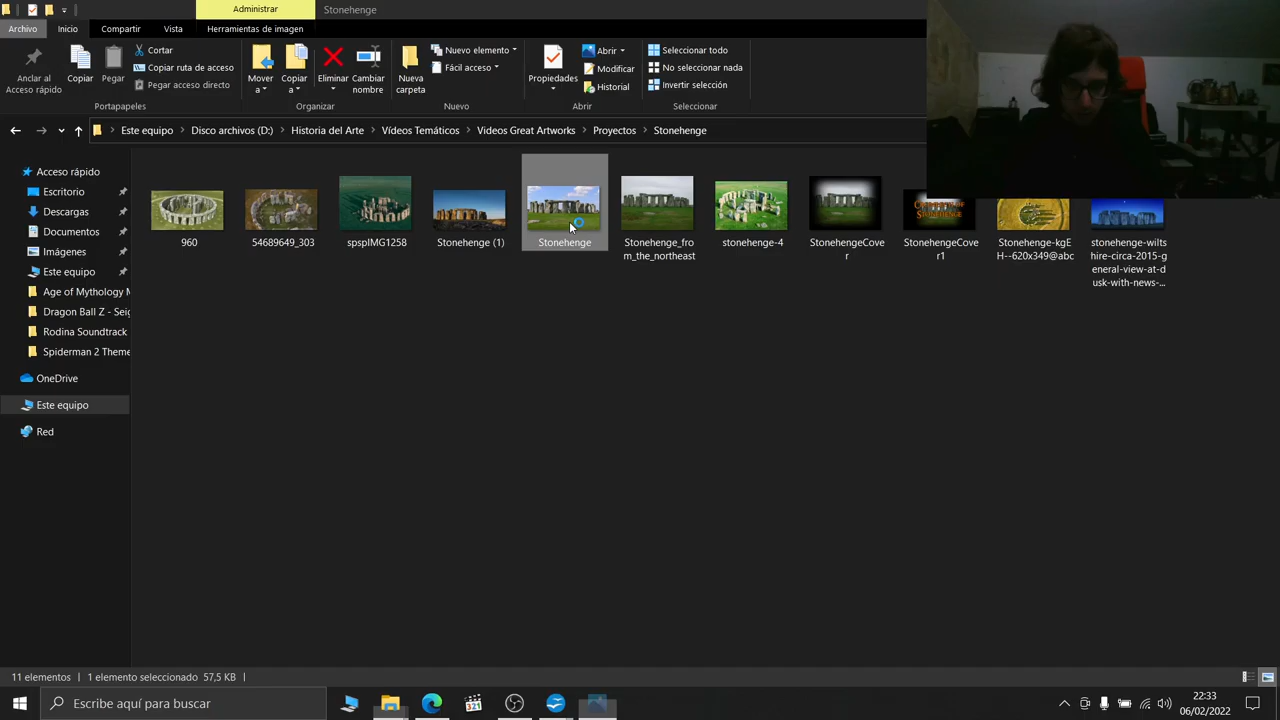 Administrar
Stonehenge
Archivo
Inicio
Compartir
Vista
Herramientas de imagen
Anclar al
Acceso rápido
Copiar
Pegar
Cortar
Copiar ruta de acceso
Pegar acceso directo
Mover
a
Copiar
a
Eliminar
Cambiar
nombre
Nueva
carpeta
Nuevo elemento
Fácil acceso
Propiedades
Abrir
Modificar
Historial
Seleccionar todo
No seleccionar nada
Invertir selección
Portapapeles
Organizar
Nuevo
Abrir
Seleccionar
Este equipo
Disco archivos (D:)
Historia del Arte
Vídeos Temáticos
Videos Great Artworks
Proyectos
Stonehenge
Acceso rápido
Escritorio
Descargas
Documentos
Imágenes
Este equipo
Age of Mythology M
Dragon Ball Z - Seig
Rodina Soundtrack
Spiderman 2 Theme
OneDrive
Este equipo
Red
960
54689649_303
spspIMG1258
Stonehenge (1)
Stonehenge
Stonehenge_fro
m_the_northeast
stonehenge-4
StonehengeCove
r
StonehengeCove
r1
Stonehenge-kgE
H--620x349@abc
stonehenge-wilts
hire-circa-2015-g
eneral-view-at-d
usk-with-news-...
11 elementos
1 elemento seleccionado 57,5 KB
Escribe aquí para buscar
321
22:33
06/02/2022